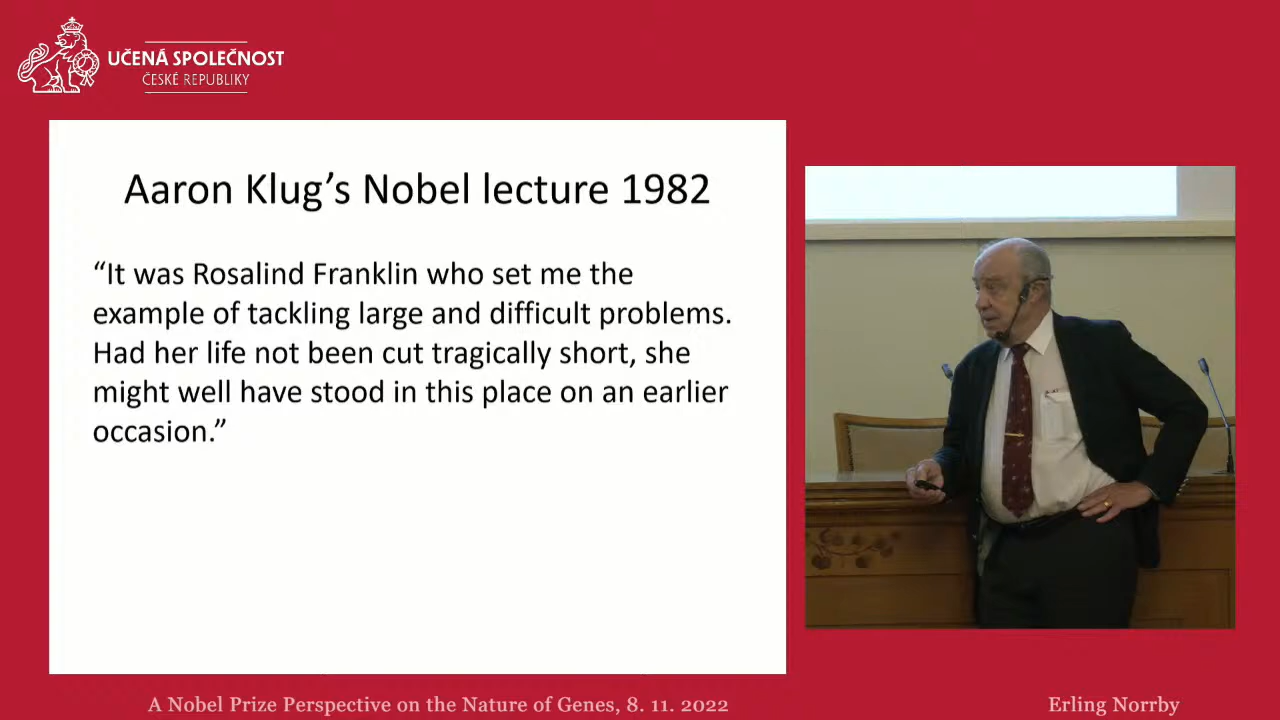 UČENÁ SPOLEČNOST
ČESKÉ REPUBLIKY
Aaron Klug’s Nobel lecture 1982
“It was Rosalind Franklin who set me the
example of tackling large and difficult problems.
Had her life not been cut tragically short, she
might well have stood in this place on an earlier
occasion.”
A Nobel Prize Perspective on the Nature of Genes, 8. 11. 2022
Erling Norrby